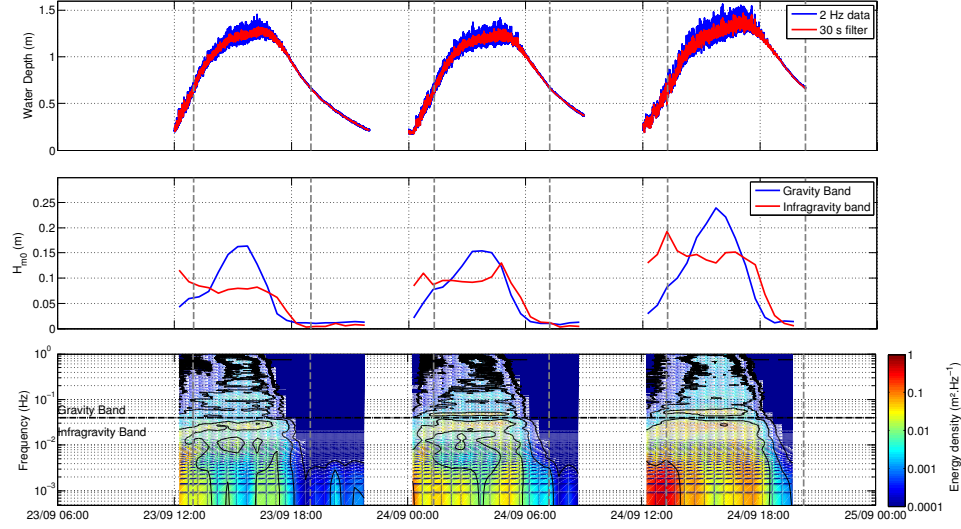 1.5
1
0.5
0
Water Depth (m)
2 Hz data
30 s filter
0.25
0.2
0.15
0.1
0.05
0
H_m0 (m)
Gravity Band
Infragravity band
10^0
10^-1
10^-2
10^-3
Frequency (Hz)
Gravity Band
Infragravity Band
1
0.1
0.01
0.001
0.0001
Energy density (m².Hz⁻¹)
23/09 06:00 23/09 12:00 23/09 18:00 24/09 00:00 24/09 06:00 24/09 12:00 24/09 18:00 25/09 00:00